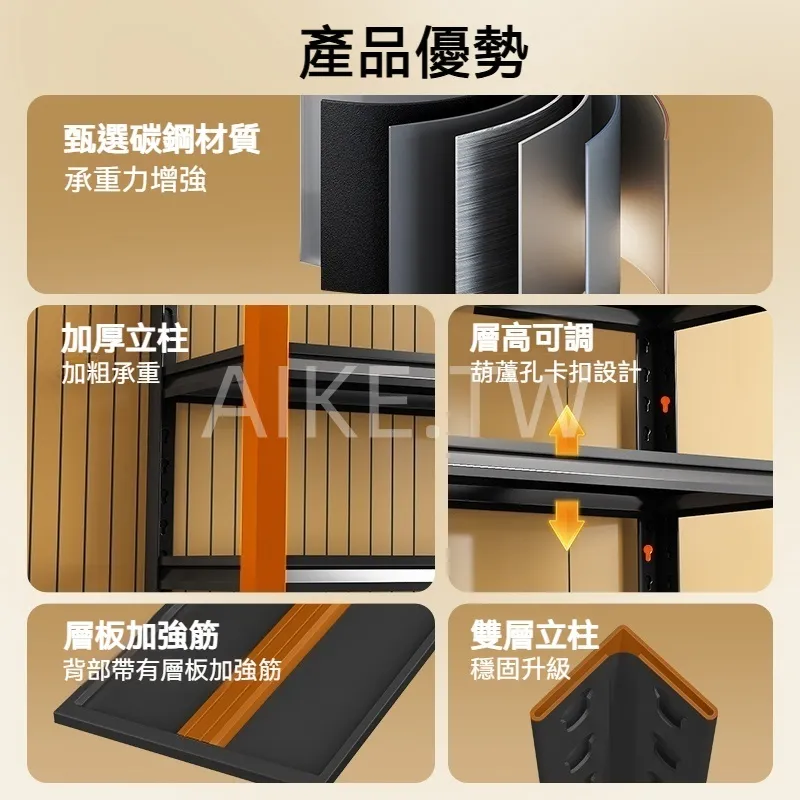 產品優勢
甄選碳鋼材質
承重力增強
加厚立柱
加粗承重
層高可調
葫蘆孔卡扣設計
AIKE.TW
層板加強筋
背部帶有層板加強筋
雙層立柱
穩固升級